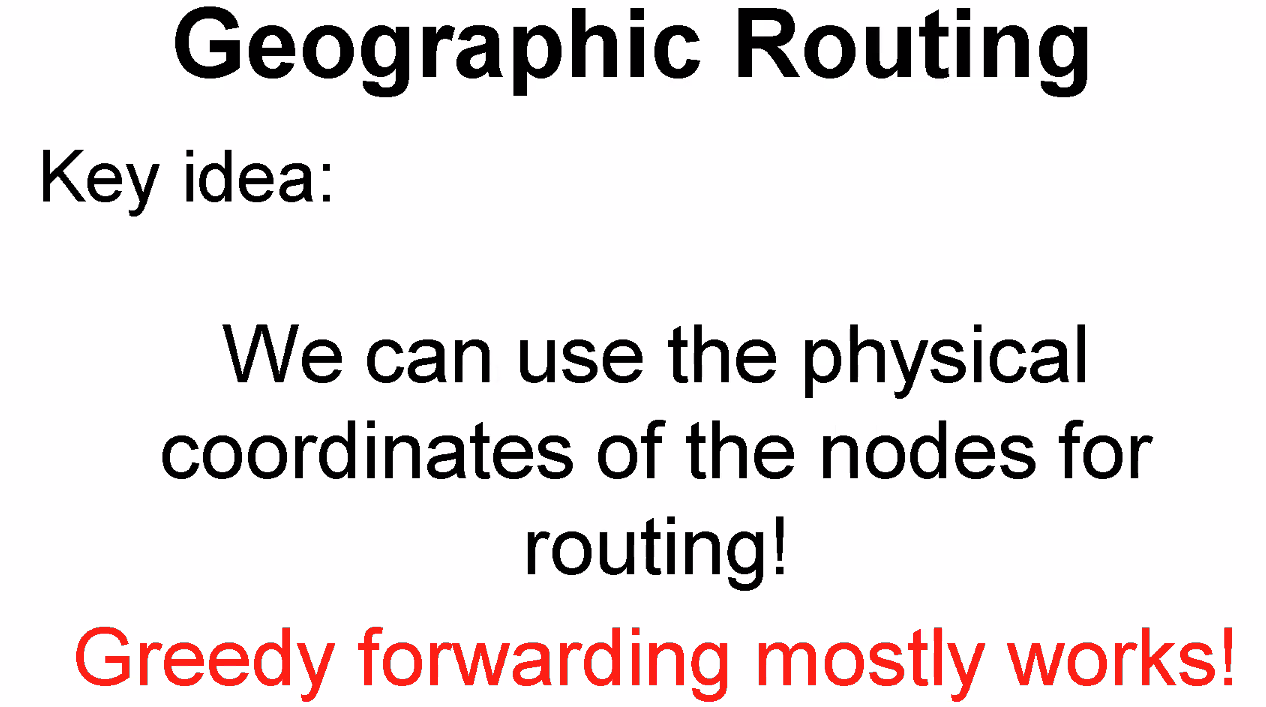 Geographic Routing
Key idea:
We can use the physical
coordinates of the nodes for
routing!
Greedy forwarding mostly works!